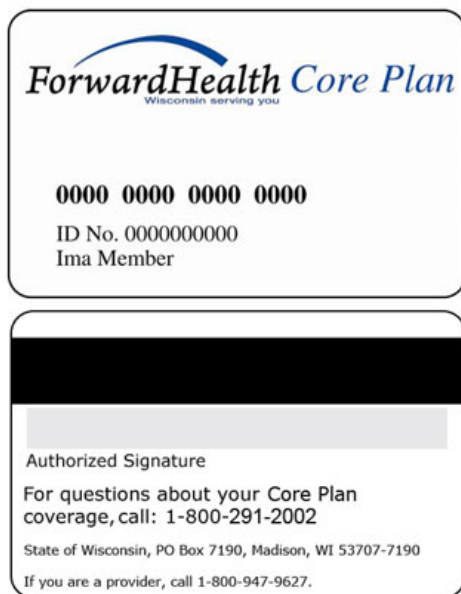 ForwardHealth Core Plan
Wisconsin serving you
0000 0000 0000 0000
ID No. 0000000000
Ima Member
Authorized Signature
For questions about your Core Plan
coverage, call: 1-800-291-2002
State of Wisconsin, PO Box 7190, Madison, WI 53707-7190
If you are a provider, call 1-800-947-9627.